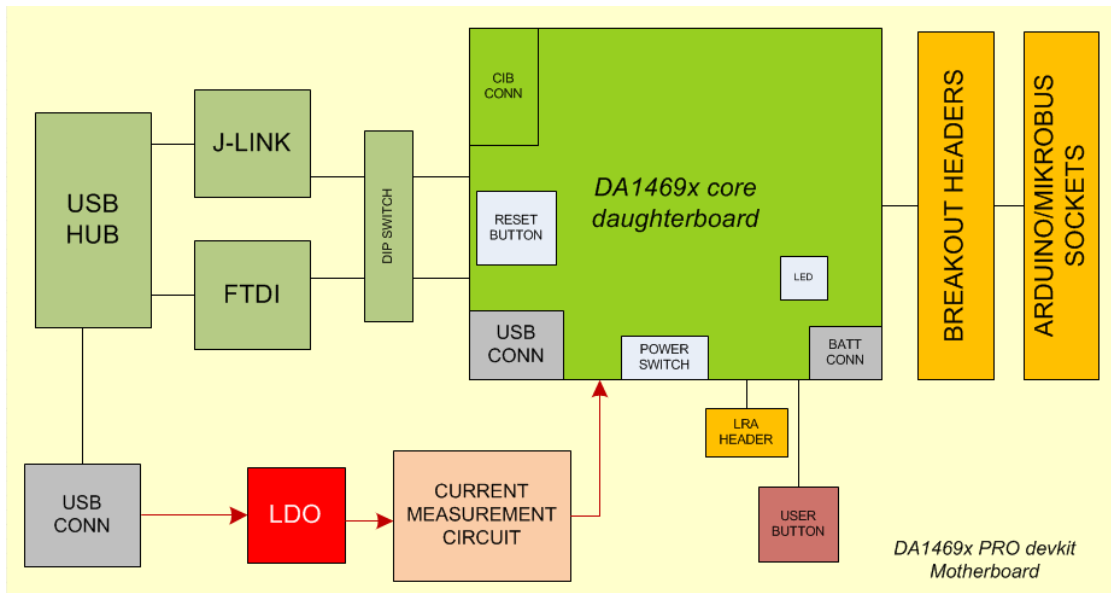 CIB
CONN
J-LINK
USB
HUB
DIP SWITCH
RESET
BUTTON
DA1469x core
daughterboard
BREAKOUT HEADERS
ARDUINO/MIKROBUS
SOCKETS
FTDI
LED
USB
CONN
POWER
SWITCH
BATT
CONN
LRA
HEADER
USB
CONN
LDO
CURRENT
MEASUREMENT
CIRCUIT
USER
BUTTON
DA1469x PRO devkit
Motherboard